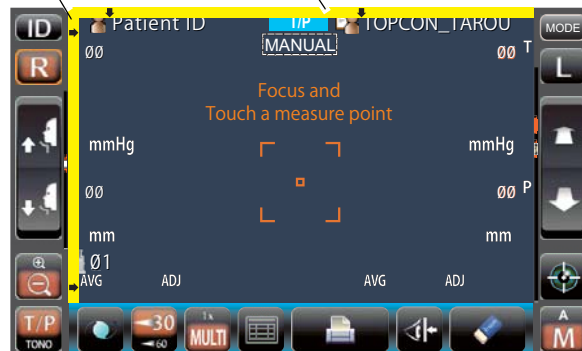 ID
Patient ID
T/P
TOPCON_TAROU
MODE
R
00
MANUAL
00 T
L
Focus and
Touch a measure point
mmHg
mmHg
00
00 P
mm
mm
01
AVG
ADJ
AVG
ADJ
T/P
TONO
30
60
1x
MULTI
A
M